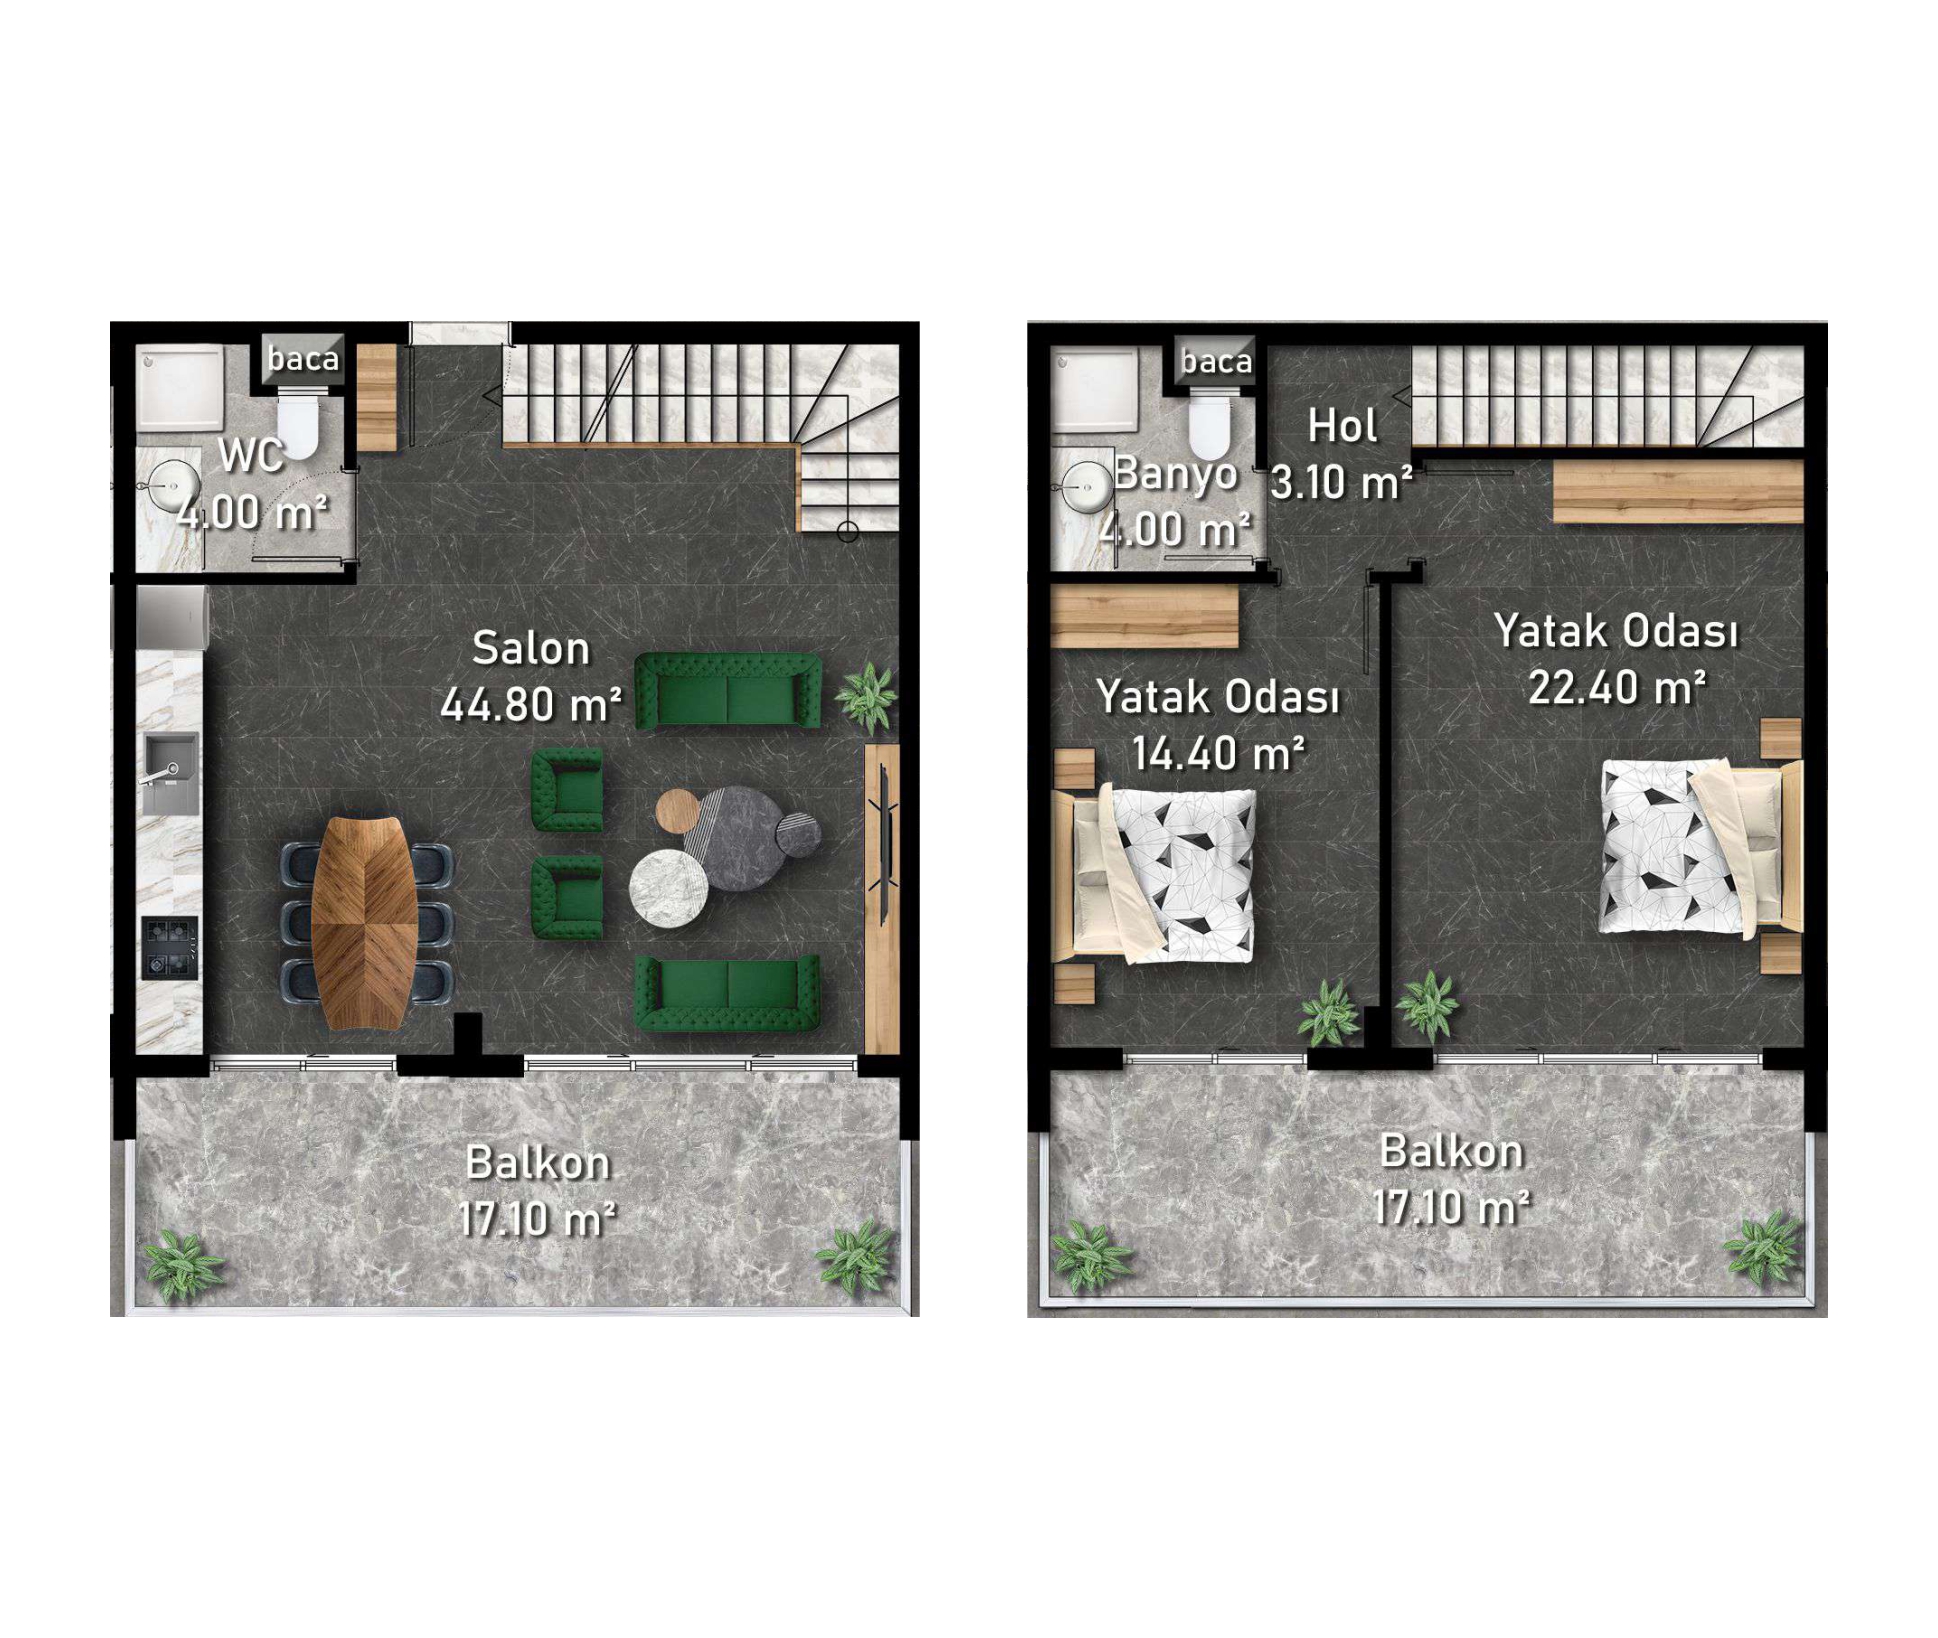 baca
WC
4.00 m²
Salon
44.80 m²
Balkon
17.10 m²
baca
Hol
3.10 m²
Banyo
4.00 m²
Yatak Odası
22.40 m²
Yatak Odası
14.40 m²
Balkon
17.10 m²